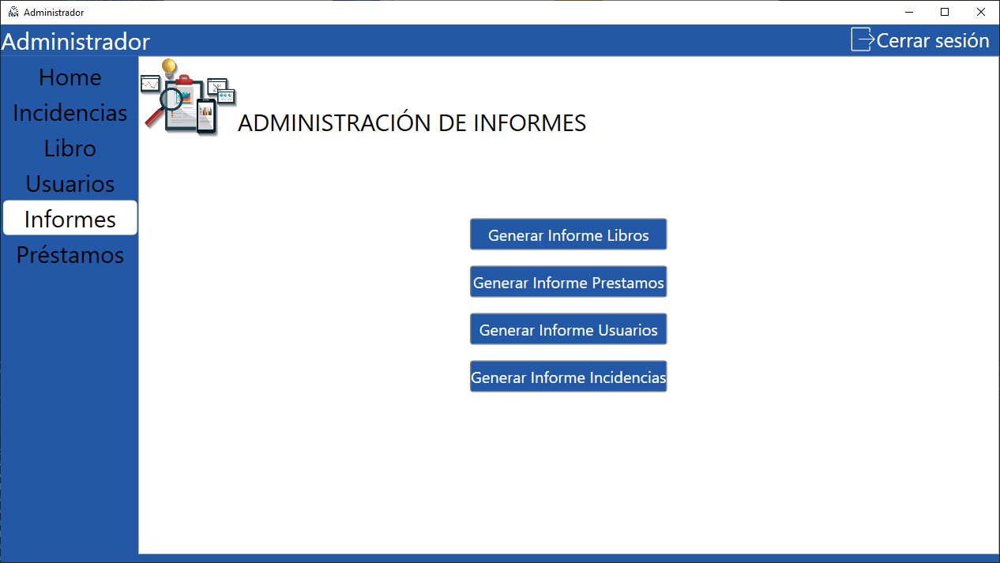 Administrador
Administrador
Cerrar sesión
Home
Incidencias
Libro
Usuarios
Informes
Préstamos
ADMINISTRACIÓN DE INFORMES
Generar Informe Libros
Generar Informe Prestamos
Generar Informe Usuarios
Generar Informe Incidencias